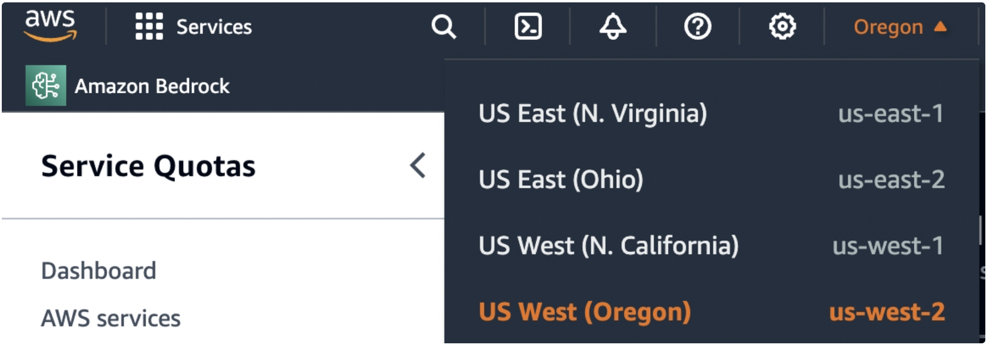 aws
Services
Oregon
Amazon Bedrock
Service Quotas
Dashboard
AWS services
US East (N. Virginia) us-east-1
US East (Ohio) us-east-2
US West (N. California) us-west-1
US West (Oregon) us-west-2